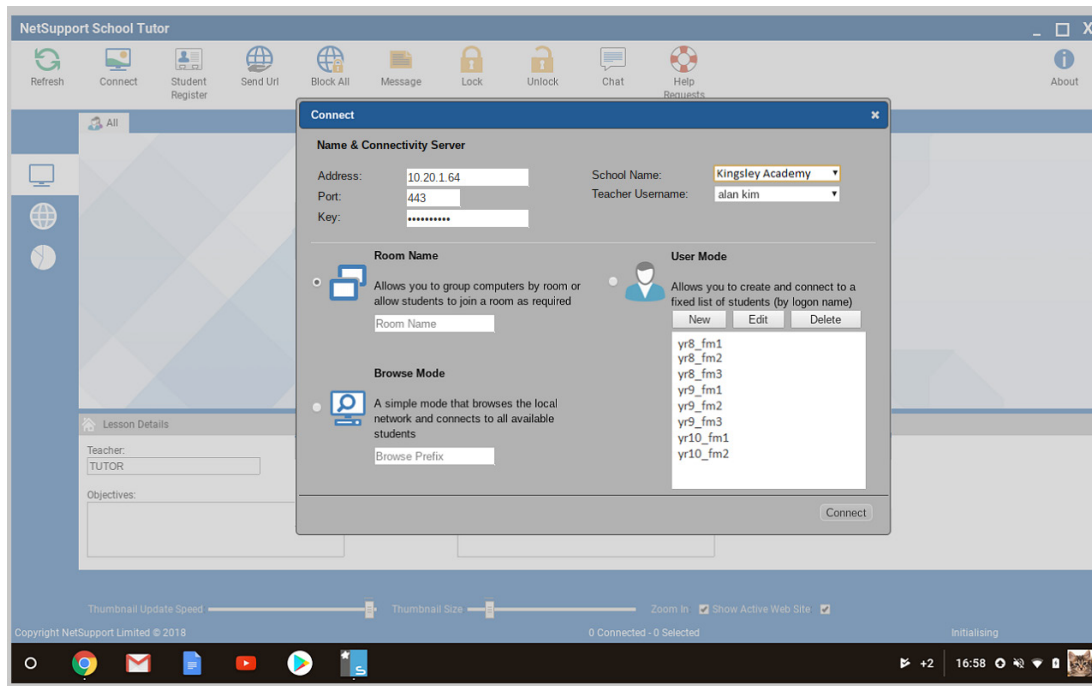 NetSupport School Tutor
Refresh
Connect
Student
Register
Send Url
Block All
Message
Lock
Unlock
Chat
Help
Requests
About
All
Connect
Name & Connectivity Server
Address:
10.20.1.64
School Name:
Kingsley Academy
Port:
443
Teacher Username:
alan kim
Key:
••••••••••
Room Name
Allows you to group computers by room or
allow students to join a room as required
Room Name
Browse Mode
A simple mode that browses the local
network and connects to all available
students
Browse Prefix
User Mode
Allows you to create and connect to a
fixed list of students (by logon name)
New
Edit
Delete
yr8_fm1
yr8_fm2
yr8_fm3
yr9_fm1
yr9_fm2
yr9_fm3
yr10_fm1
yr10_fm2
Connect
Lesson Details
Teacher:
TUTOR
Objectives:
Thumbnail Update Speed
Thumbnail Size
Zoom In
Show Active Web Site
Copyright NetSupport Limited © 2018
0 Connected - 0 Selected
Initialising
+2
16:58